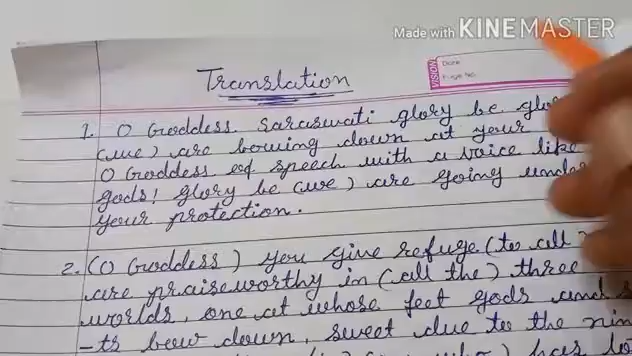 Made with KINEMASTER
VISION
Date
Page No.
Translation
1. O Goddess Saraswati glory be
(we) are bowing down at your
O Goddess of speech with a voice like
gods! glory be (we) are going under
your protection.
2. (O Goddess) you give refuge (to all
are praiseworthy in (all the) three
worlds, one at whose feet gods and
-ts bow down, sweet due to the
has